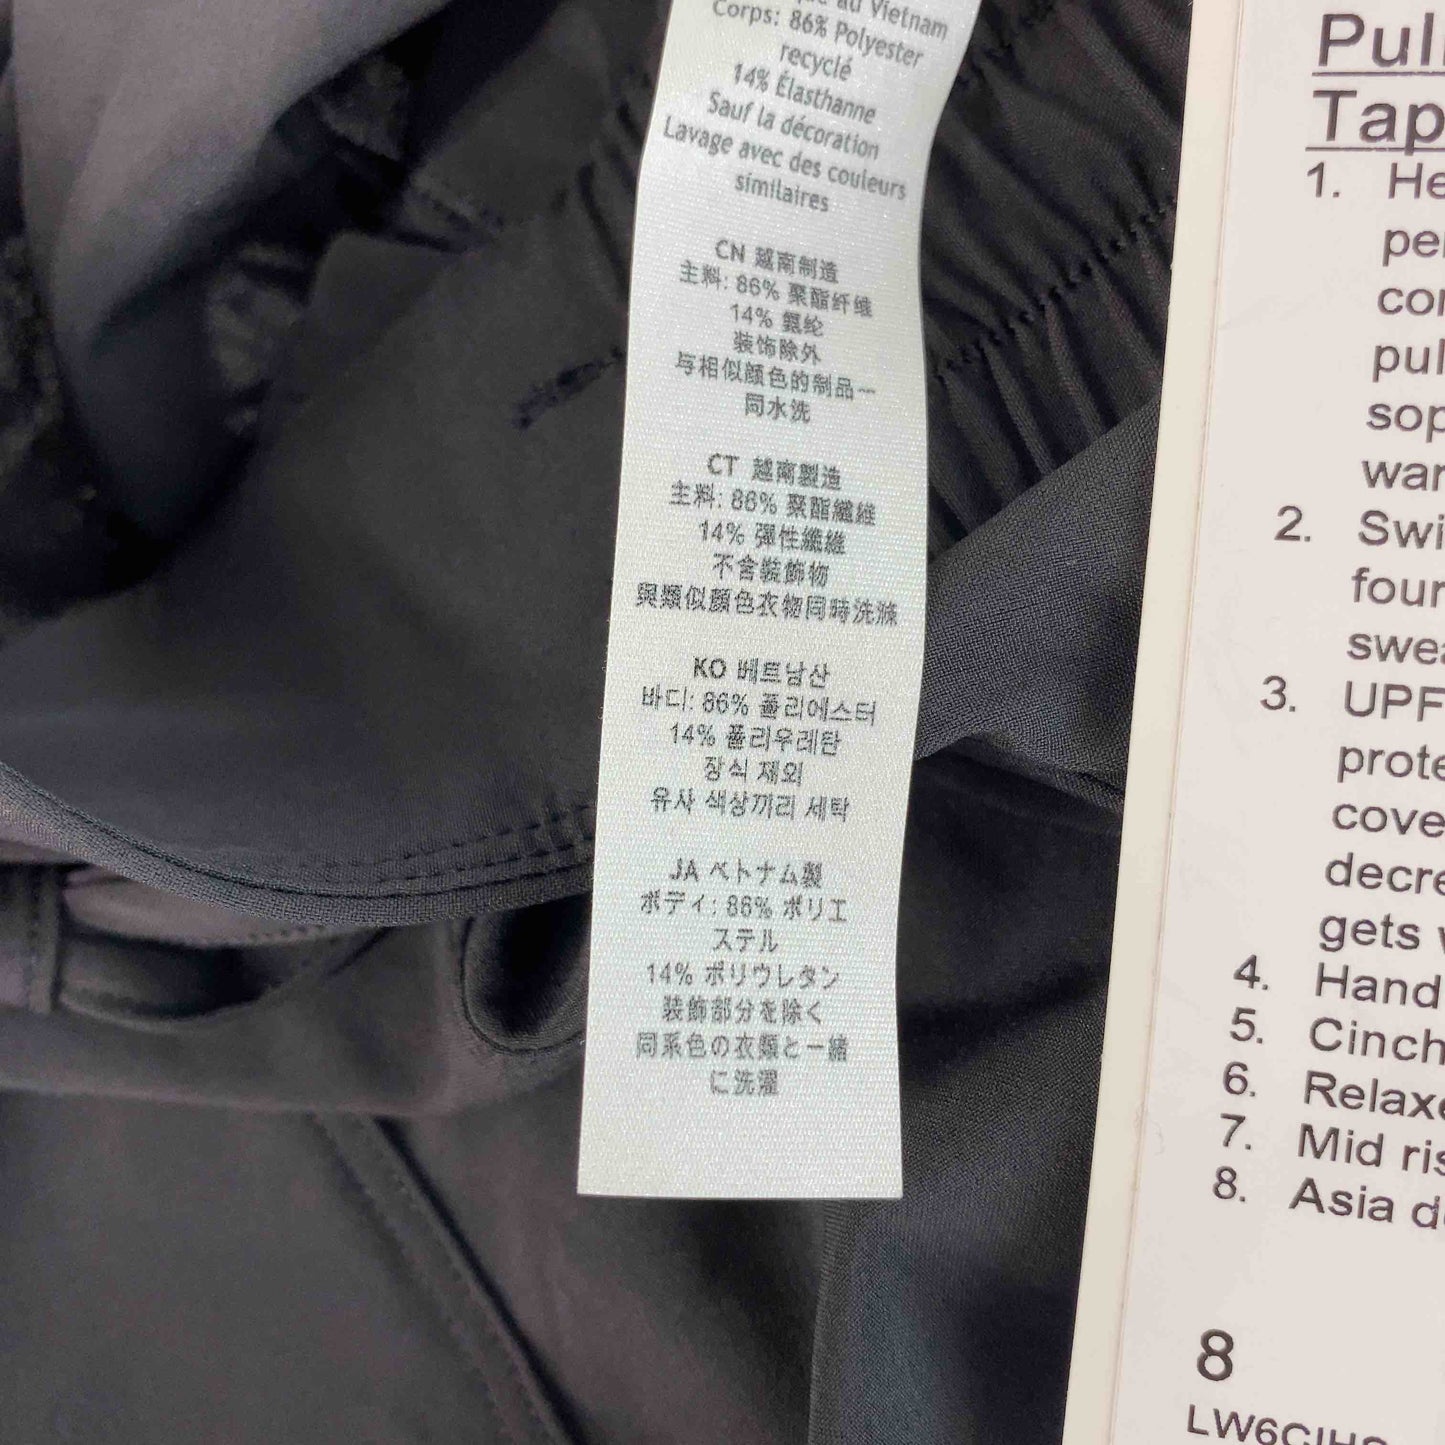 au Vietnam
Corps: 86% Polyester
recyclé
14% Élasthanne
Sauf la décoration
Lavage avec des couleurs
similaires
CN 越南制造
主料: 86% 聚酯纤维
14% 氨纶
装饰除外
与相似颜色的制品一
同水洗
CT 越南製造
主料: 86% 聚酯纖維
14% 彈性纖維
不含裝飾物
與類似顏色衣物同時洗滌
KO 베트남산
바디: 86% 폴리에스터
14% 폴리우레탄
장식 제외
유사 색상끼리 세탁
JA ベトナム製
ボディ: 86% ポリエ
ステル
14% ポリウレタン
装飾部分を除く
同系色の衣類と一緒
に洗濯
Pul
Tap
1. He
pe
co
pul
sop
war
2. Swi
four
swea
3. UPF
prote
cove
decre
gets
4. Hand
5. Cinch
6. Relaxe
7. Mid ris
8. Asia d
8
LW6CIHS